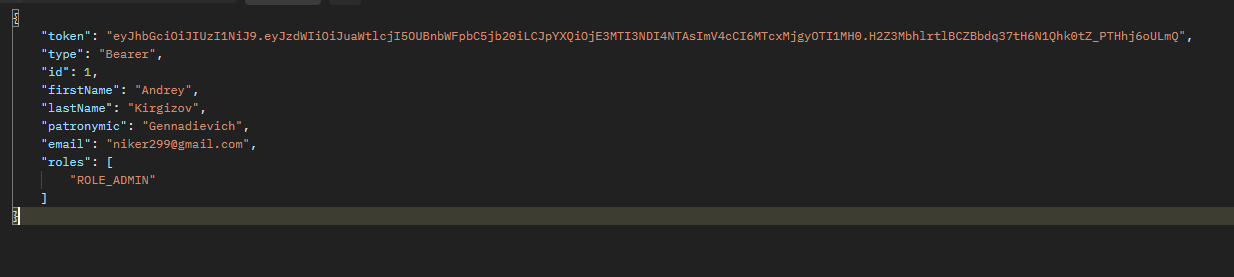 {
"token": "eyJhbGciOiJIUzI1NiJ9.eyJzdWIiOiJuaWtlcjI5OUBnbWFpbC5jb20iLCJpYXQiOjE3MTI3NDI4NTAsImV4cCI6MTcxMjgyOTI1MH0.H2Z3MbhlrtlBCZBbdq37tH6N1Qhk0tZ_PTHhj6oULmQ",
"type": "Bearer",
"id": 1,
"firstName": "Andrey",
"lastName": "Kirgizov",
"patronymic": "Gennadievich",
"email": "niker299@gmail.com",
"roles": [
"ROLE_ADMIN"
]
}